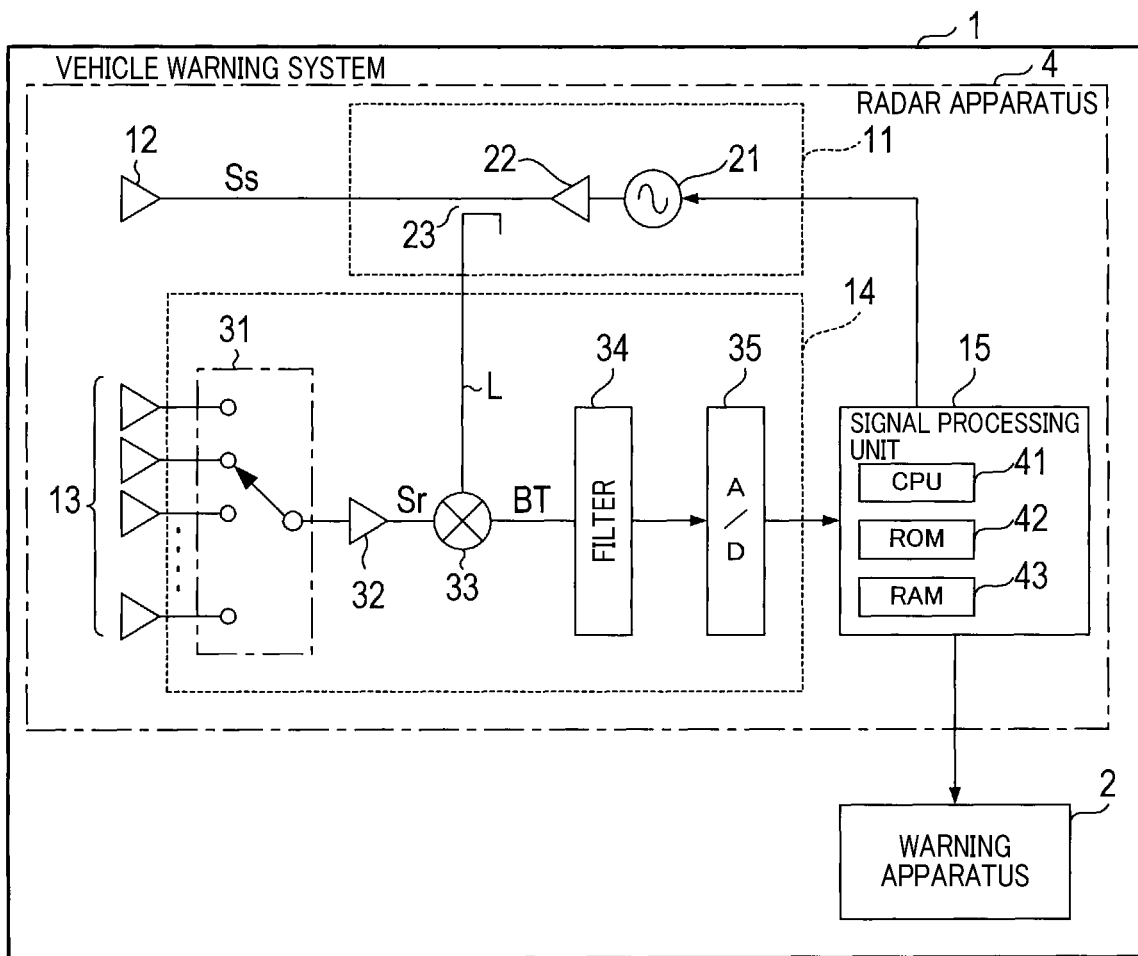 1
VEHICLE WARNING SYSTEM
4
RADAR APPARATUS
12
Ss
22
21
11
23
14
31
34
35
15
L
SIGNAL PROCESSING
UNIT
13
Sr
BT
FILTER
A/D
CPU
41
ROM
42
RAM
43
32
33
2
WARNING
APPARATUS